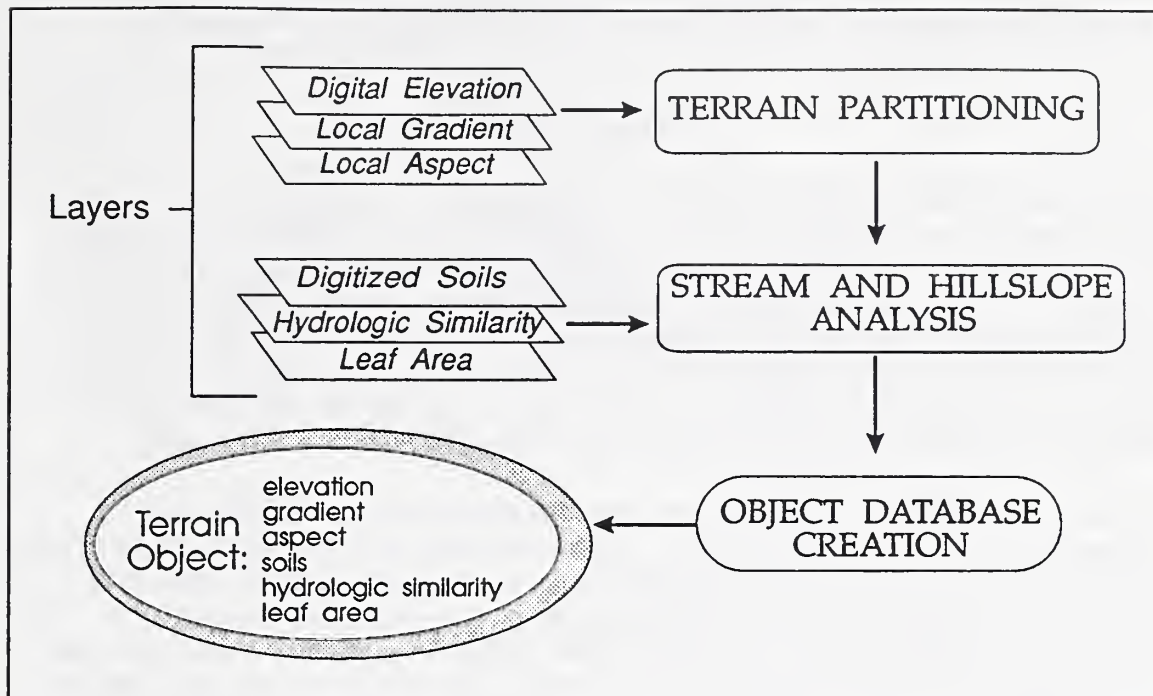 Digital Elevation
Local Gradient
Local Aspect
TERRAIN PARTITIONING
Layers
Digitized Soils
Hydrologic Similarity
Leaf Area
STREAM AND HILLSLOPE
ANALYSIS
Terrain
Object:
elevation
gradient
aspect
soils
hydrologic similarity
leaf area
OBJECT DATABASE
CREATION